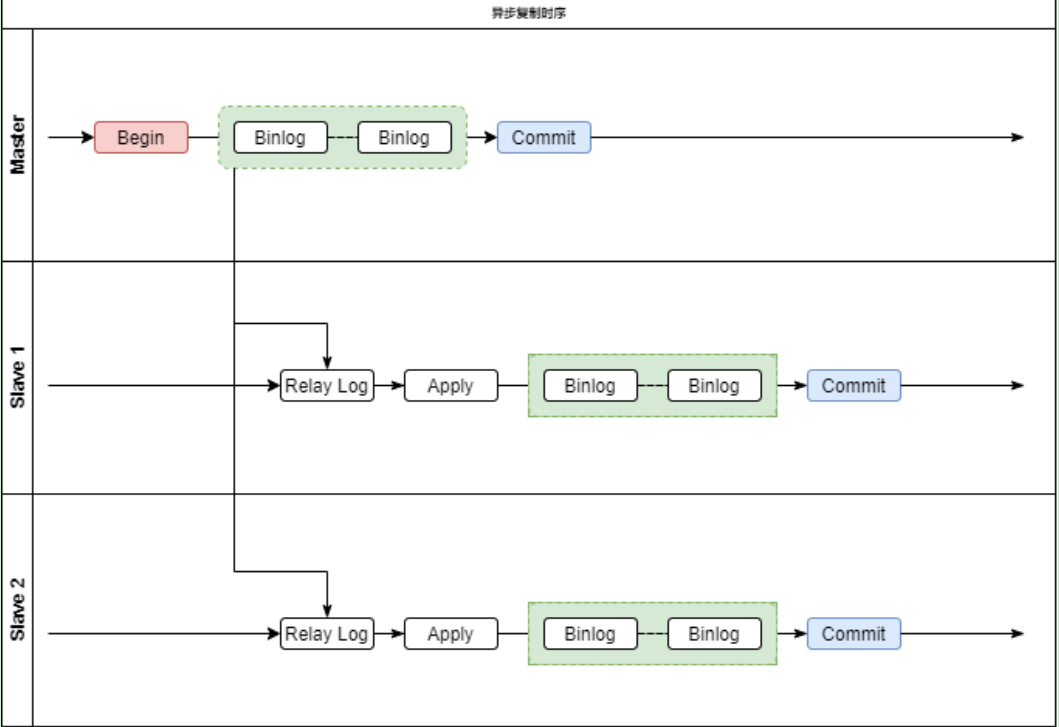 异步复制时序
Master
Begin
Binlog
Binlog
Commit
Slave 1
Relay Log
Apply
Binlog
Binlog
Commit
Slave 2
Relay Log
Apply
Binlog
Binlog
Commit